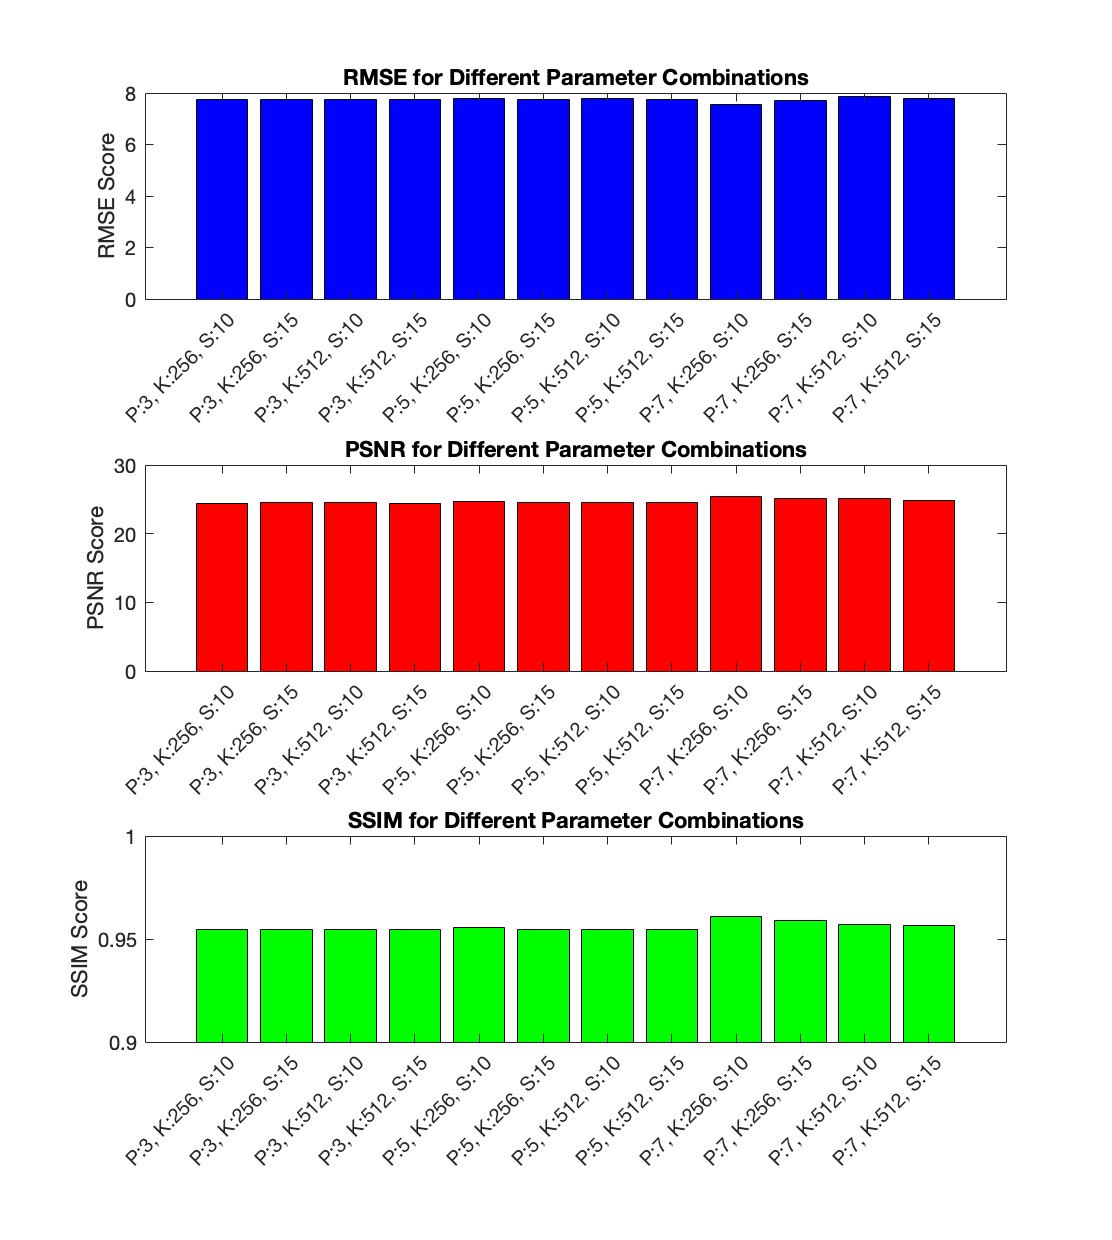 RMSE for Different Parameter Combinations
8
6
4
2
0
RMSE Score
P:3, K:256, S:10
P:3, K:256, S:15
P:3, K:512, S:10
P:3, K:512, S:15
P:5, K:256, S:10
P:5, K:256, S:15
P:5, K:512, S:10
P:5, K:512, S:15
P:7, K:256, S:10
P:7, K:256, S:15
P:7, K:512, S:10
P:7, K:512, S:15
PSNR for Different Parameter Combinations
30
20
10
0
PSNR Score
P:3, K:256, S:10
P:3, K:256, S:15
P:3, K:512, S:10
P:3, K:512, S:15
P:5, K:256, S:10
P:5, K:256, S:15
P:5, K:512, S:10
P:5, K:512, S:15
P:7, K:256, S:10
P:7, K:256, S:15
P:7, K:512, S:10
P:7, K:512, S:15
SSIM for Different Parameter Combinations
1
0.95
0.9
SSIM Score
P:3, K:256, S:10
P:3, K:256, S:15
P:3, K:512, S:10
P:3, K:512, S:15
P:5, K:256, S:10
P:5, K:256, S:15
P:5, K:512, S:10
P:5, K:512, S:15
P:7, K:256, S:10
P:7, K:256, S:15
P:7, K:512, S:10
P:7, K:512, S:15